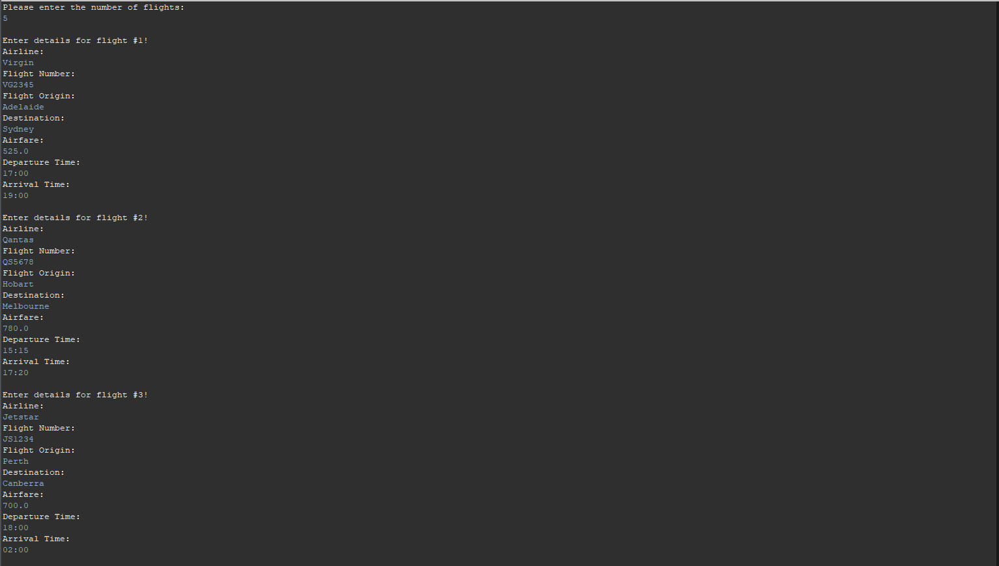 Please enter the number of flights:
5
Enter details for flight #1!
Airline:
Virgin
Flight Number:
VG2345
Flight Origin:
Adelaide
Destination:
Sydney
Airfare:
525.0
Departure Time:
17:00
Arrival Time:
19:00
Enter details for flight #2!
Airline:
Qantas
Flight Number:
QS5678
Flight Origin:
Hobart
Destination:
Melbourne
Airfare:
780.0
Departure Time:
15:15
Arrival Time:
17:20
Enter details for flight #3!
Airline:
Jetstar
Flight Number:
JS1234
Flight Origin:
Perth
Destination:
Canberra
Airfare:
700.0
Departure Time:
18:00
Arrival Time:
02:00